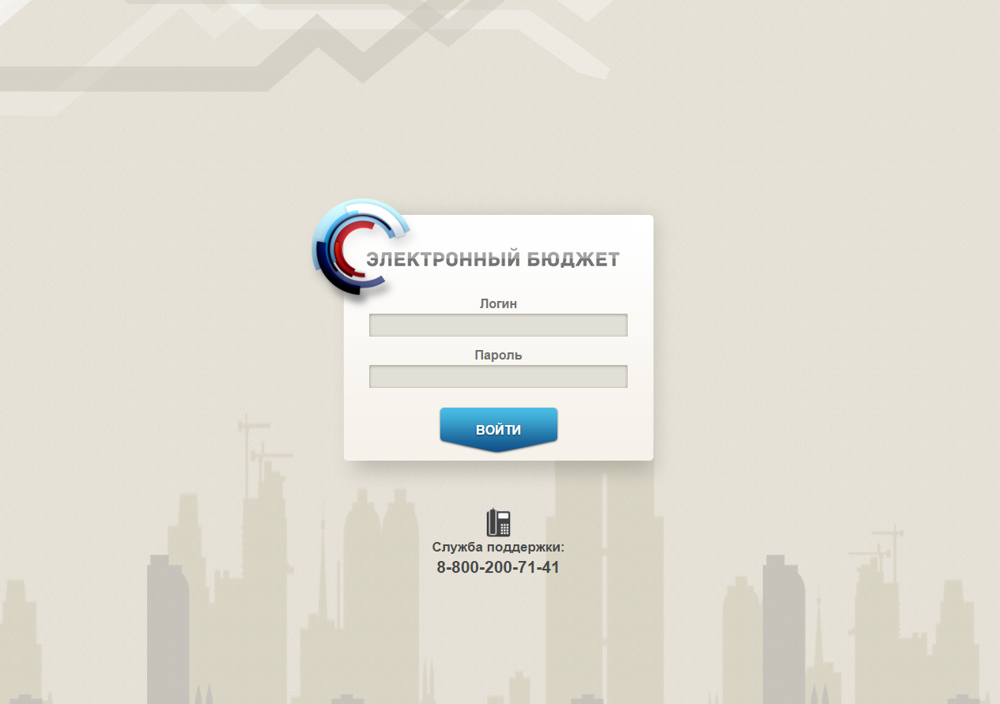 ЭЛЕКТРОННЫЙ БЮДЖЕТ
Логин
Пароль
ВОЙТИ
Служба поддержки:
8-800-200-71-41